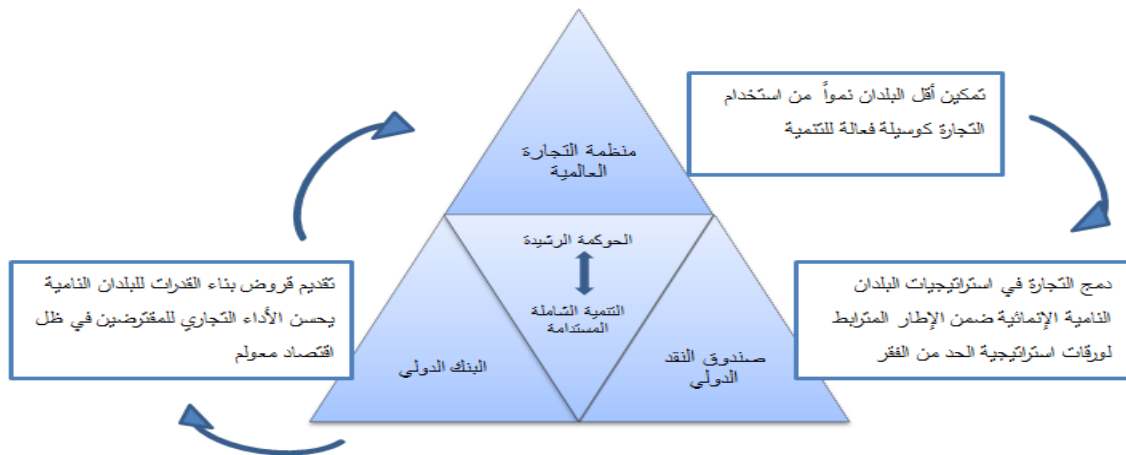 تمكين أقل البلدان نمواً من استخدام
التجارة كوسيلة فعالة للتنمية
منظمة التجارة
العالمية
الحوكمة الرشيدة
التنمية الشاملة
المستدامة
دمج التجارة في استراتيجيات البلدان
النامية الإنمائية ضمن الإطار المترابط
لورقات استراتيجية الحد من الفقر
صندوق النقد
الدولي
البنك الدولي
تقديم قروض بناء القدرات للبلدان النامية
يحسن الأداء التجاري للمقترضين في ظل
اقتصاد معولم